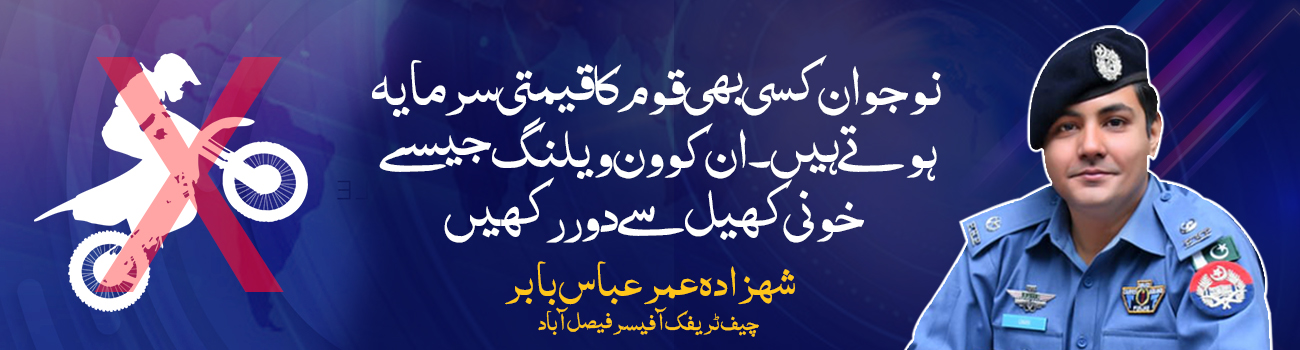 نوجوان کسی بھی قوم کا قیمتی سرمایہ
ہوتے ہیں۔ ان کو ون ویلنگ جیسے
خونی کھیل سے دور رکھیں
شہزادہ عمر عباس بابر
چیف ٹریفک آفیسر فیصل آباد